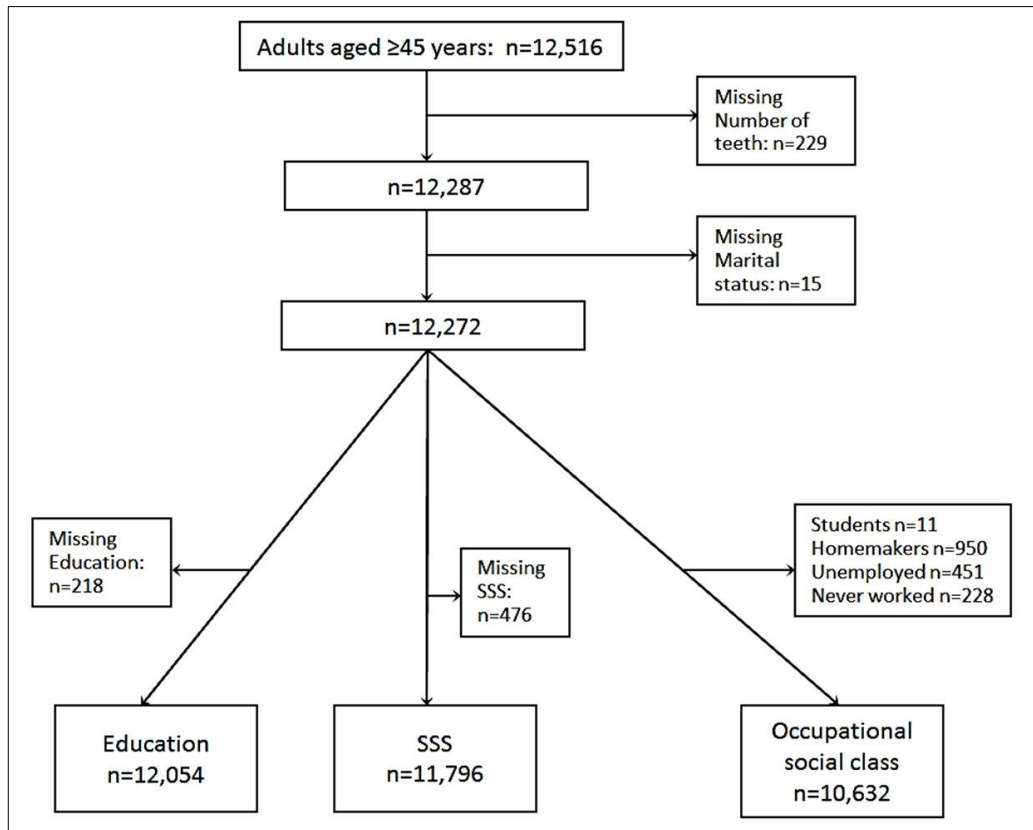 Adults aged ≥45 years: n=12,516
Missing
Number of
teeth: n=229
n=12,287
Missing
Marital
status: n=15
n=12,272
Missing
Education:
n=218
Missing
SSS:
n=476
Students n=11
Homemakers n=950
Unemployed n=451
Never worked n=228
Education
n=12,054
SSS
n=11,796
Occupational
social class
n=10,632